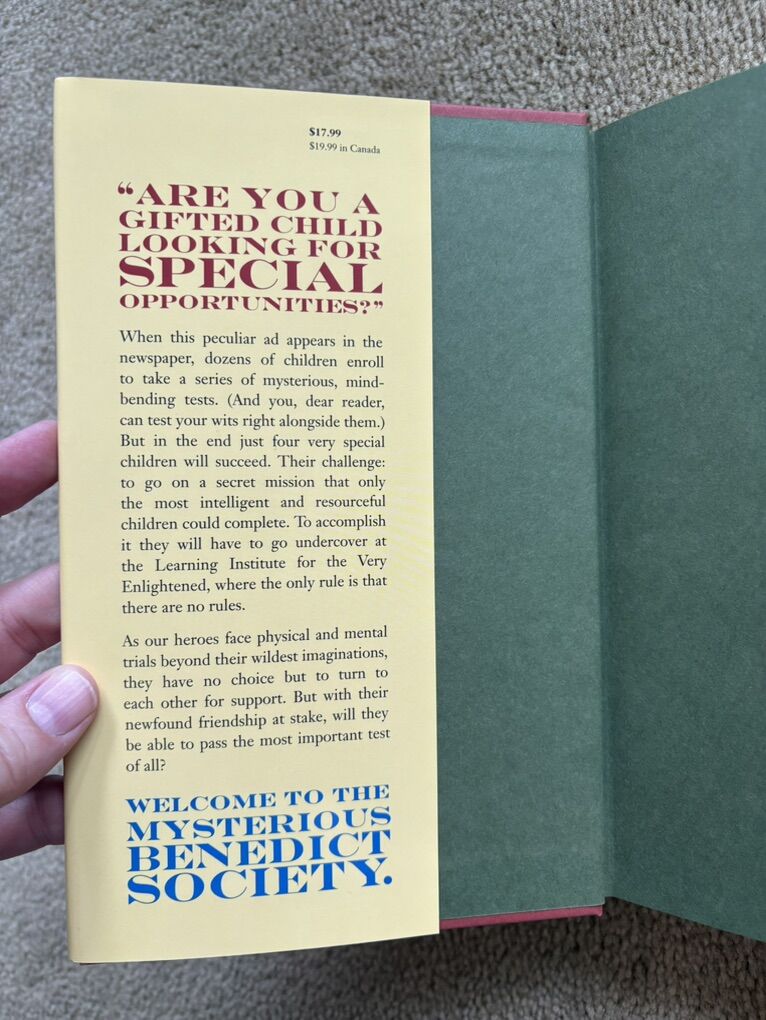 $17.99
$19.99 in Canada
“ARE YOU A
GIFTED CHILD
LOOKING FOR
SPECIAL
OPPORTUNITIES?”
When this peculiar ad appears in the
newspaper, dozens of children enroll
to take a series of mysterious, mind-
bending tests. (And you, dear reader,
can test your wits right alongside them.)
But in the end just four very special
children will succeed. Their challenge:
to go on a secret mission that only
the most intelligent and resourceful
children could complete. To accomplish
it they will have to go undercover at
the Learning Institute for the Very
Enlightened, where the only rule is that
there are no rules.
As our heroes face physical and mental
trials beyond their wildest imaginations,
they have no choice but to turn to
each other for support. But with their
newfound friendship at stake, will they
be able to pass the most important test
of all?
WELCOME TO THE
MYSTERIOUS
BENEDICT
SOCIETY.